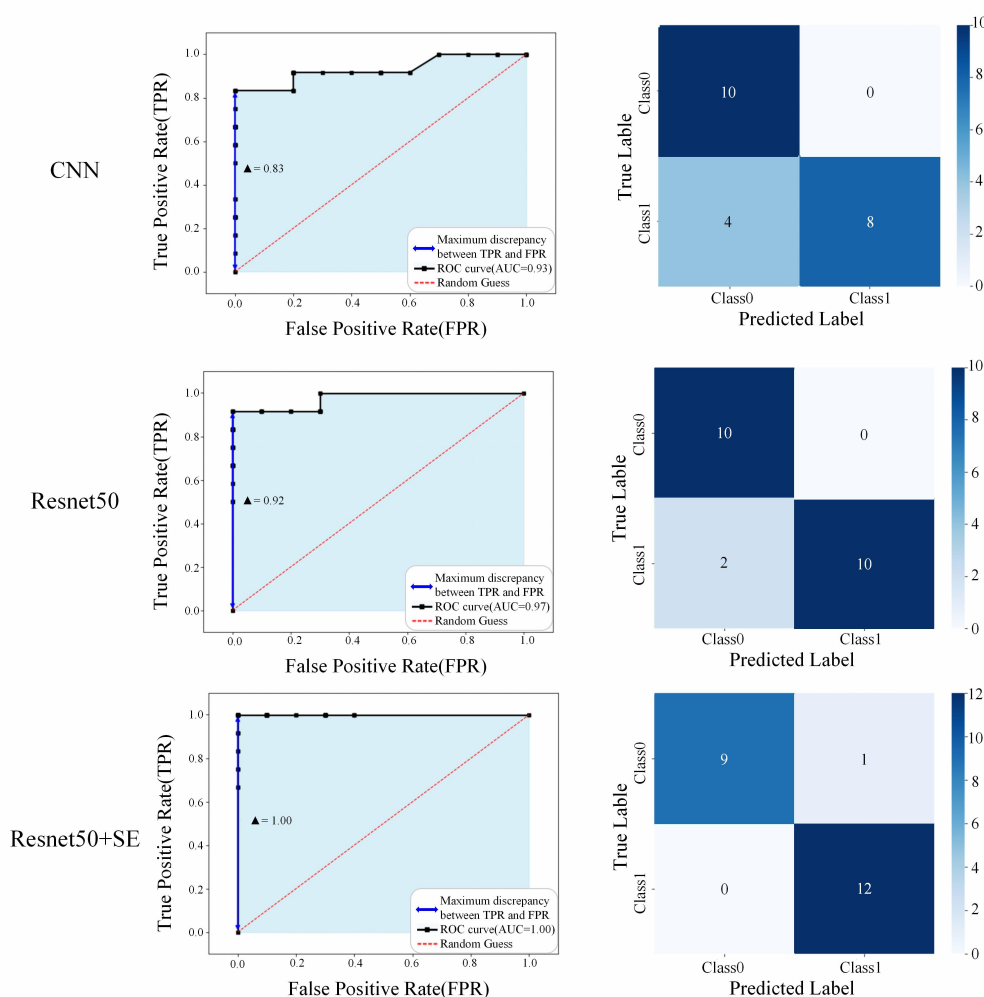 CNN
True Positive Rate(TPR)
1.0
0.8
0.6
0.4
0.2
0.0
▲ = 0.83
Maximum discrepancy
between TPR and FPR
ROC curve(AUC=0.93)
Random Guess
0.0 0.2 0.4 0.6 0.8 1.0
False Positive Rate(FPR)
True Lable
Class0
Class1
10 0
4 8
Class0 Class1
Predicted Label
10
8
6
4
2
0
Resnet50
True Positive Rate(TPR)
1.0
0.8
0.6
0.4
0.2
0.0
▲ = 0.92
Maximum discrepancy
between TPR and FPR
ROC curve(AUC=0.97)
Random Guess
0.0 0.2 0.4 0.6 0.8 1.0
False Positive Rate(FPR)
True Lable
Class0
Class1
10 0
2 10
Class0 Class1
Predicted Label
10
8
6
4
2
0
Resnet50+SE
True Positive Rate(TPR)
1.0
0.8
0.6
0.4
0.2
0.0
▲ = 1.00
Maximum discrepancy
between TPR and FPR
ROC curve(AUC=1.00)
Random Guess
0.0 0.2 0.4 0.6 0.8 1.0
False Positive Rate(FPR)
True Lable
Class0
Class1
9 1
0 12
Class0 Class1
Predicted Label
12
10
8
6
4
2
0